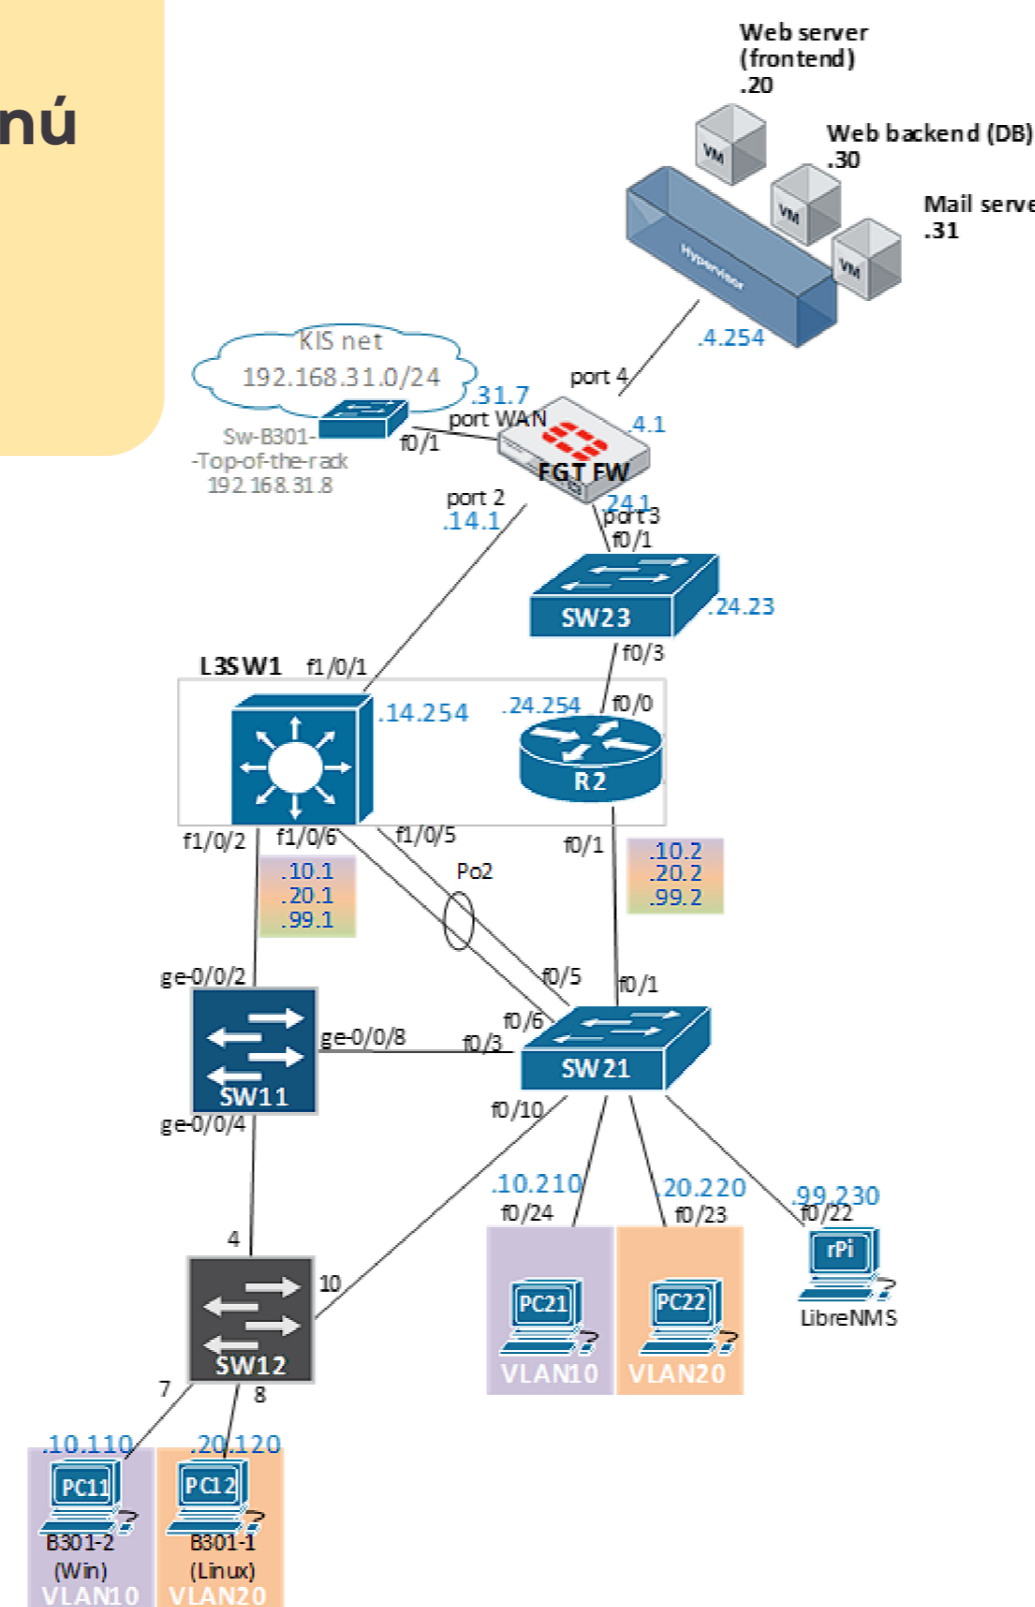 nú
Web server
(frontend)
.20
VM
Web backend (DB)
.30
VM
Mail serve
.31
VM
Hypervisor
.4.254
KIS net
192.168.31.0/24
.31.7
port 4
port WAN
.4.1
Sw-B301-
-Top-of-the-rack
192.168.31.8
f0/1
FGT FW
port 2
.14.1
.24.1
port 3
f0/1
SW23
.24.23
f0/3
L3SW1
f1/0/1
.14.254
.24.254
f0/0
R2
f1/0/2
f1/0/6
f1/0/5
f0/1
.10.1
.20.1
.99.1
Po2
.10.2
.20.2
.99.2
ge-0/0/2
f0/5
f0/1
f0/6
ge-0/0/8
f0/3
SW21
SW11
f0/10
ge-0/0/4
.10.210
.20.220
.99.230
f0/24
f0/23
f0/22
4
rPi
10
PC21
PC22
LibreNMS
SW12
VLAN10
VLAN20
7
8
.10.110
.20.120
PC11
PC12
B301-2
(Win)
VLAN10
B301-1
(Linux)
VLAN20